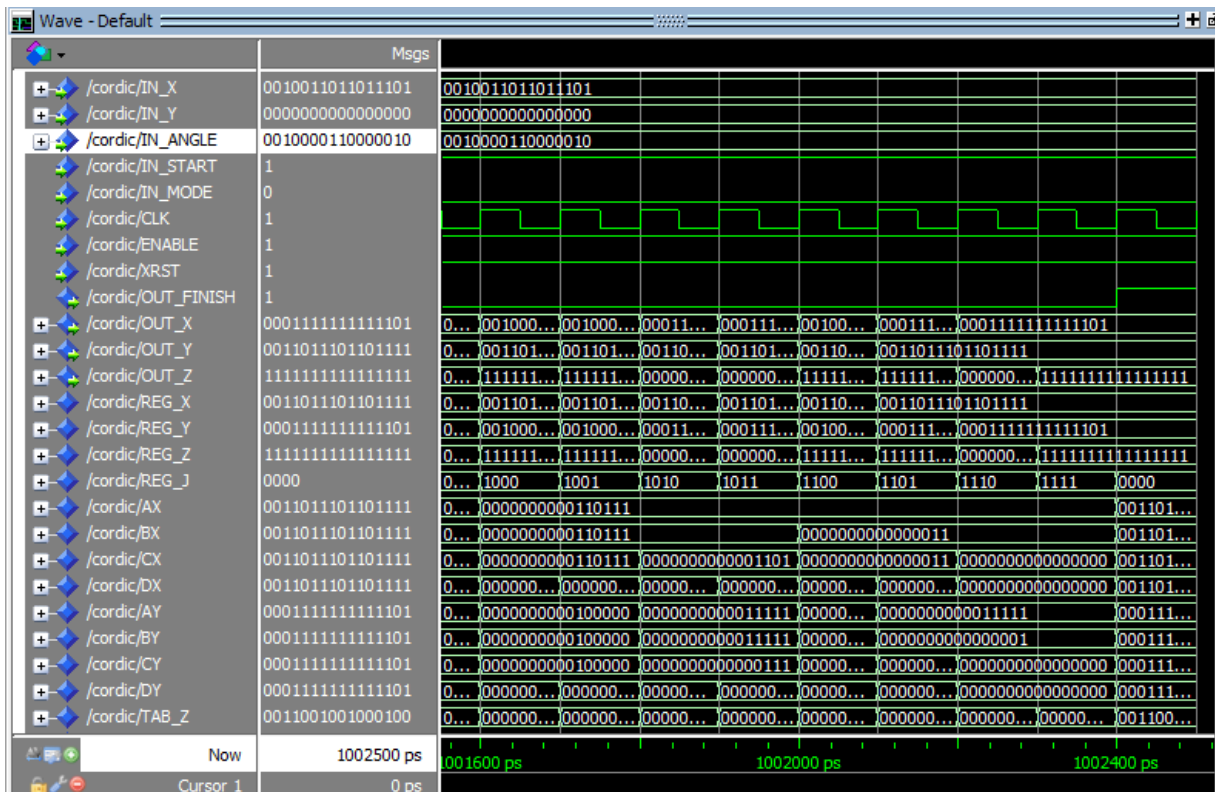 Wave - Default
Msgs
/cordic/IN_X 0010011011011101 0010011011011101
/cordic/IN_Y 0000000000000000 0000000000000000
/cordic/IN_ANGLE 0010000110000010 0010000110000010
/cordic/IN_START 1
/cordic/IN_MODE 0
/cordic/CLK 1
/cordic/ENABLE 1
/cordic/XRST 1
/cordic/OUT_FINISH 1
/cordic/OUT_X 0001111111111101 0... 001000... 001000... 00011... 000111... 00100... 000111... 0001111111111101
/cordic/OUT_Y 0011011101101111 0... 001101... 001101... 00110... 001101... 00110... 0011011101101111
/cordic/OUT_Z 1111111111111111 0... 111111... 111111... 00000... 000000... 11111... 111111... 000000... 1111111111111111
/cordic/REG_X 0011011101101111 0... 001101... 001101... 00110... 001101... 00110... 0011011101101111
/cordic/REG_Y 0001111111111101 0... 001000... 001000... 00011... 000111... 00100... 000111... 0001111111111101
/cordic/REG_Z 1111111111111111 0... 111111... 111111... 00000... 000000... 11111... 111111... 000000... 1111111111111111
/cordic/REG_J 0000 0... 1000 1001 1010 1011 1100 1101 1110 1111 0000
/cordic/AX 0011011101101111 0... 0000000000110111 001101...
/cordic/BX 0011011101101111 0... 0000000000110111 0000000000000011 001101...
/cordic/CX 0011011101101111 0... 0000000000110111 0000000000001101 0000000000000011 0000000000000000 001101...
/cordic/DX 0011011101101111 0... 000000... 000000... 00000... 000000... 00000... 000000... 0000000000000000 001101...
/cordic/AY 0001111111111101 0... 0000000000100000 0000000000011111 00000... 0000000000011111 000111...
/cordic/BY 0001111111111101 0... 0000000000100000 0000000000011111 00000... 0000000000000001 000111...
/cordic/CY 0001111111111101 0... 0000000000100000 0000000000000111 00000... 000000... 0000000000000000 000111...
/cordic/DY 0001111111111101 0... 000000... 000000... 00000... 000000... 00000... 000000... 0000000000000000 000111...
/cordic/TAB_Z 0011001001000100 0... 000000... 000000... 00000... 000000... 00000... 000000... 000000... 00000... 001100...
Now 1002500 ps 1001600 ps 1002000 ps 1002400 ps
Cursor 1 0 ps